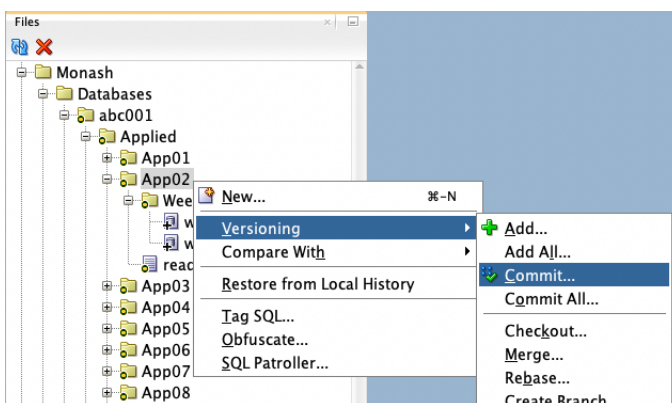 Files
Monash
Databases
abc001
Applied
App01
App02
Wee
w
w
read
App03
App04
App05
App06
App07
App08
New... ⌘-N
Versioning
Compare With
Restore from Local History
Tag SQL...
Obfuscate...
SQL Patroller...
Add...
Add All...
Commit...
Commit All...
Checkout...
Merge...
Rebase...
Create Branch